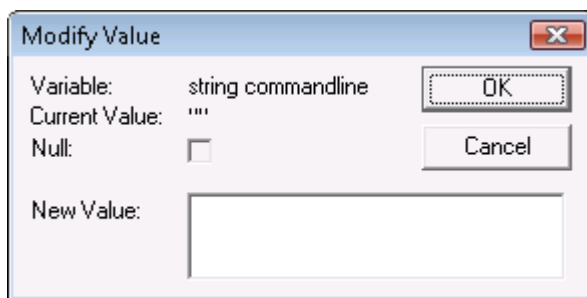 Modify Value
Variable: string commandline OK
Current Value: ""
Null: Cancel
New Value: